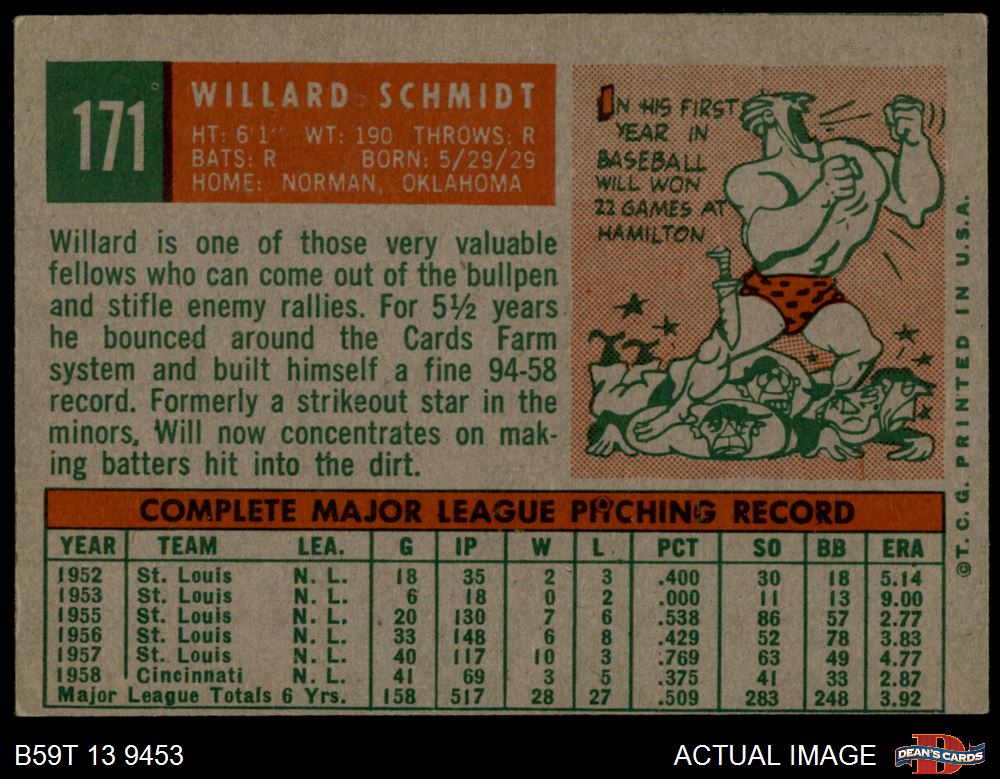 171
WILLARD SCHMIDT
HT: 6'1" WT: 190 THROWS: R
BATS: R BORN: 5/29/29
HOME: NORMAN, OKLAHOMA
IN HIS FIRST
YEAR IN
BASEBALL
WILL WON
22 GAMES AT
HAMILTON
Willard is one of those very valuable
fellows who can come out of the bullpen
and stifle enemy rallies. For 5½ years
he bounced around the Cards Farm
system and built himself a fine 94-58
record. Formerly a strikeout star in the
minors, Will now concentrates on mak-
ing batters hit into the dirt.
©T. C. G. PRINTED IN U.S.A.
COMPLETE MAJOR LEAGUE PITCHING RECORD
YEAR TEAM LEA. G IP W L PCT SO BB ERA
1952 St. Louis N. L. 18 35 2 3 .400 30 18 5.14
1953 St. Louis N. L. 6 18 0 2 .000 11 13 9.00
1955 St. Louis N. L. 20 130 7 6 .538 86 57 2.77
1956 St. Louis N. L. 33 148 6 8 .429 52 78 3.83
1957 St. Louis N. L. 40 117 10 3 .769 63 49 4.77
1958 Cincinnati N. L. 41 69 3 5 .375 41 33 2.87
Major League Totals 6 Yrs. 158 517 28 27 .509 283 248 3.92
B59T 13 9453
ACTUAL IMAGE
DEAN'S CARDS